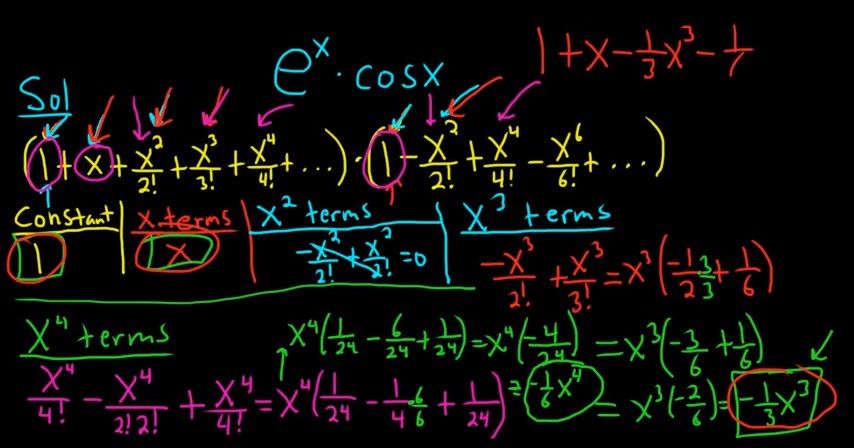 e^x · cosx
1 + x - 1/3 x^3 - 1/
Sol
(1 + x + x^2/2! + x^3/3! + x^4/4! + ...) · (1 - x^2/2! + x^4/4! - x^6/6! + ...)
Constant
1
x terms
x
x^2 terms
-x^2/2! + x^2/2! = 0
x^3 terms
-x^3/2! + x^3/3! = x^3(-1/2 3/3 + 1/6)
= x^3(-3/6 + 1/6)
= x^3(-2/6) = -1/3 x^3
x^4 terms
x^4(1/24 - 6/24 + 1/24) = x^4(-4/24)
x^4/4! - x^4/2!2! + x^4/4! = x^4(1/24 - 1/4·6/6 + 1/24) = -1/6 x^4